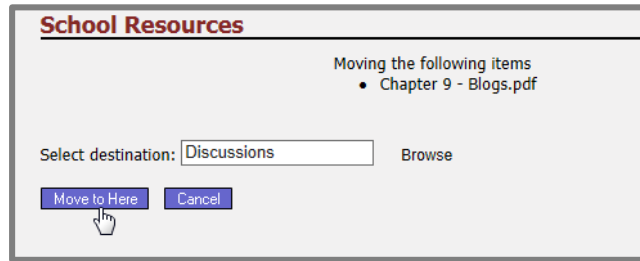 School Resources
Moving the following items
• Chapter 9 - Blogs.pdf
Select destination: Discussions Browse
Move to Here Cancel